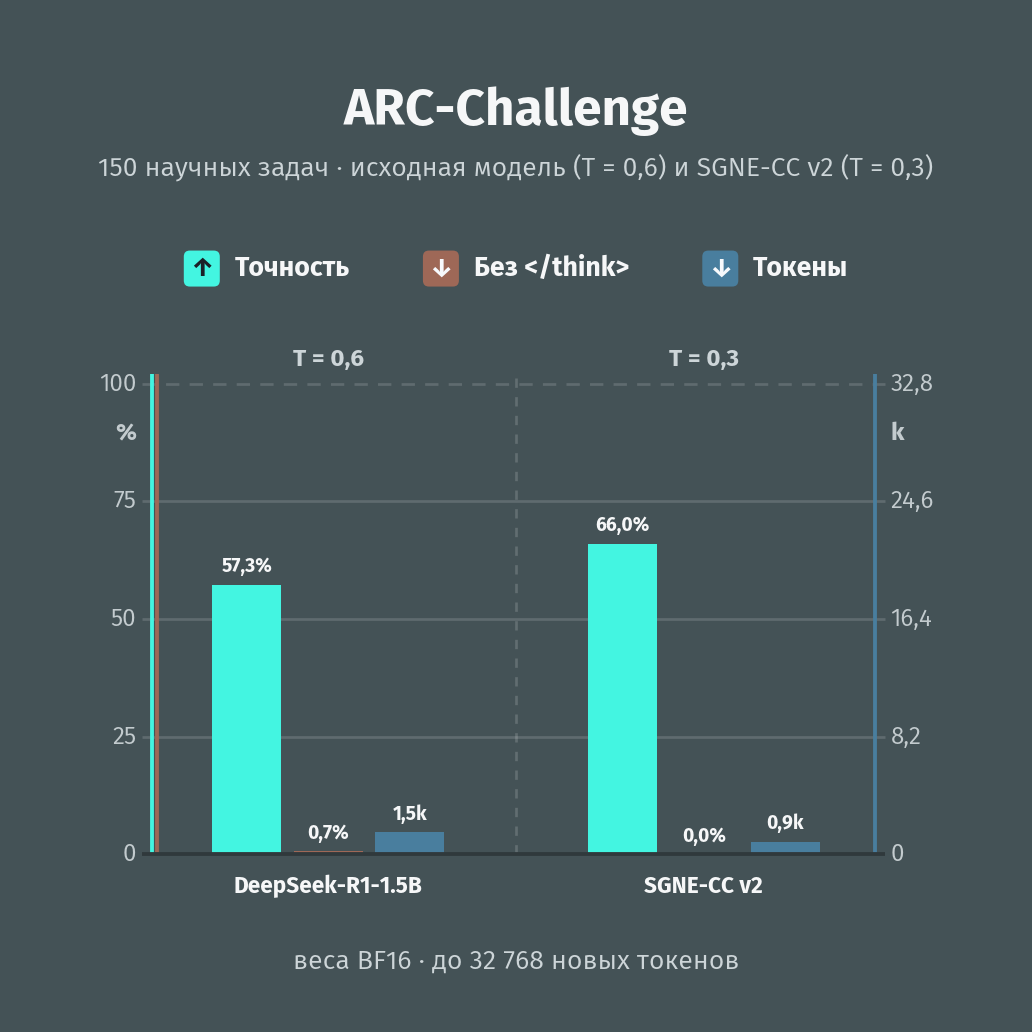 ARC-Challenge
150 научных задач · исходная модель (T = 0,6) и SGNE-CC v2 (T = 0,3)
↑ Точность ↓ Без </think> ↓ Токены
T = 0,6 T = 0,3
100 32,8
% k
75 24,6
66,0%
57,3%
50 16,4
25 8,2
1,5k 0,9k
0,7% 0,0%
0 0
DeepSeek-R1-1.5B SGNE-CC v2
веса BF16 · до 32 768 новых токенов